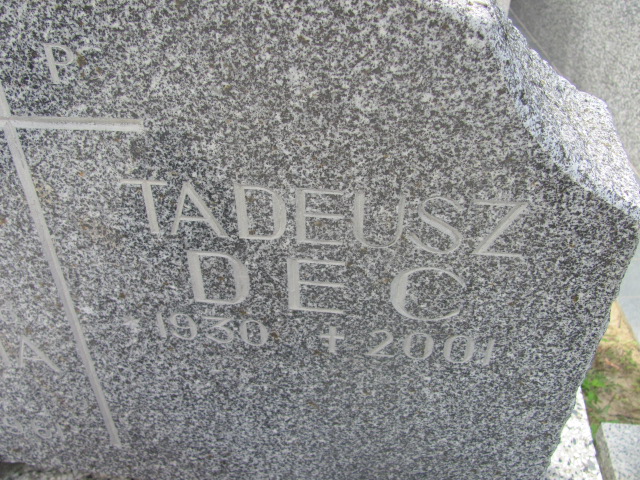 P
TADEUSZ
DEC
* 1930 + 2001